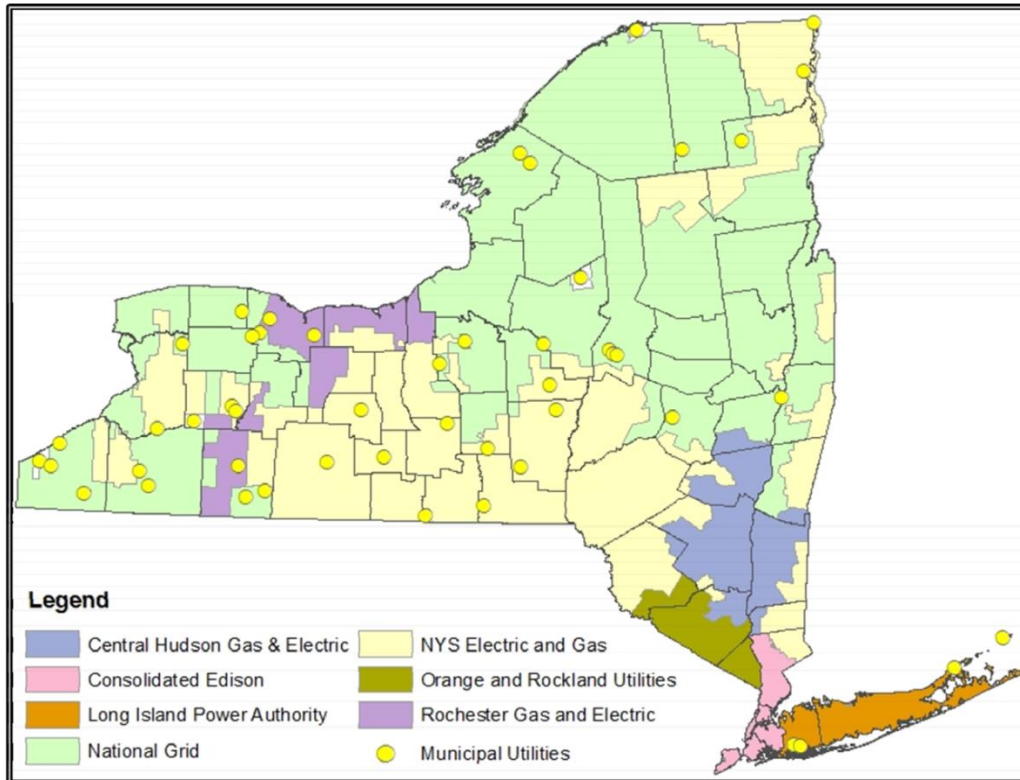 Legend
Central Hudson Gas & Electric
NYS Electric and Gas
Consolidated Edison
Orange and Rockland Utilities
Long Island Power Authority
Rochester Gas and Electric
National Grid
Municipal Utilities